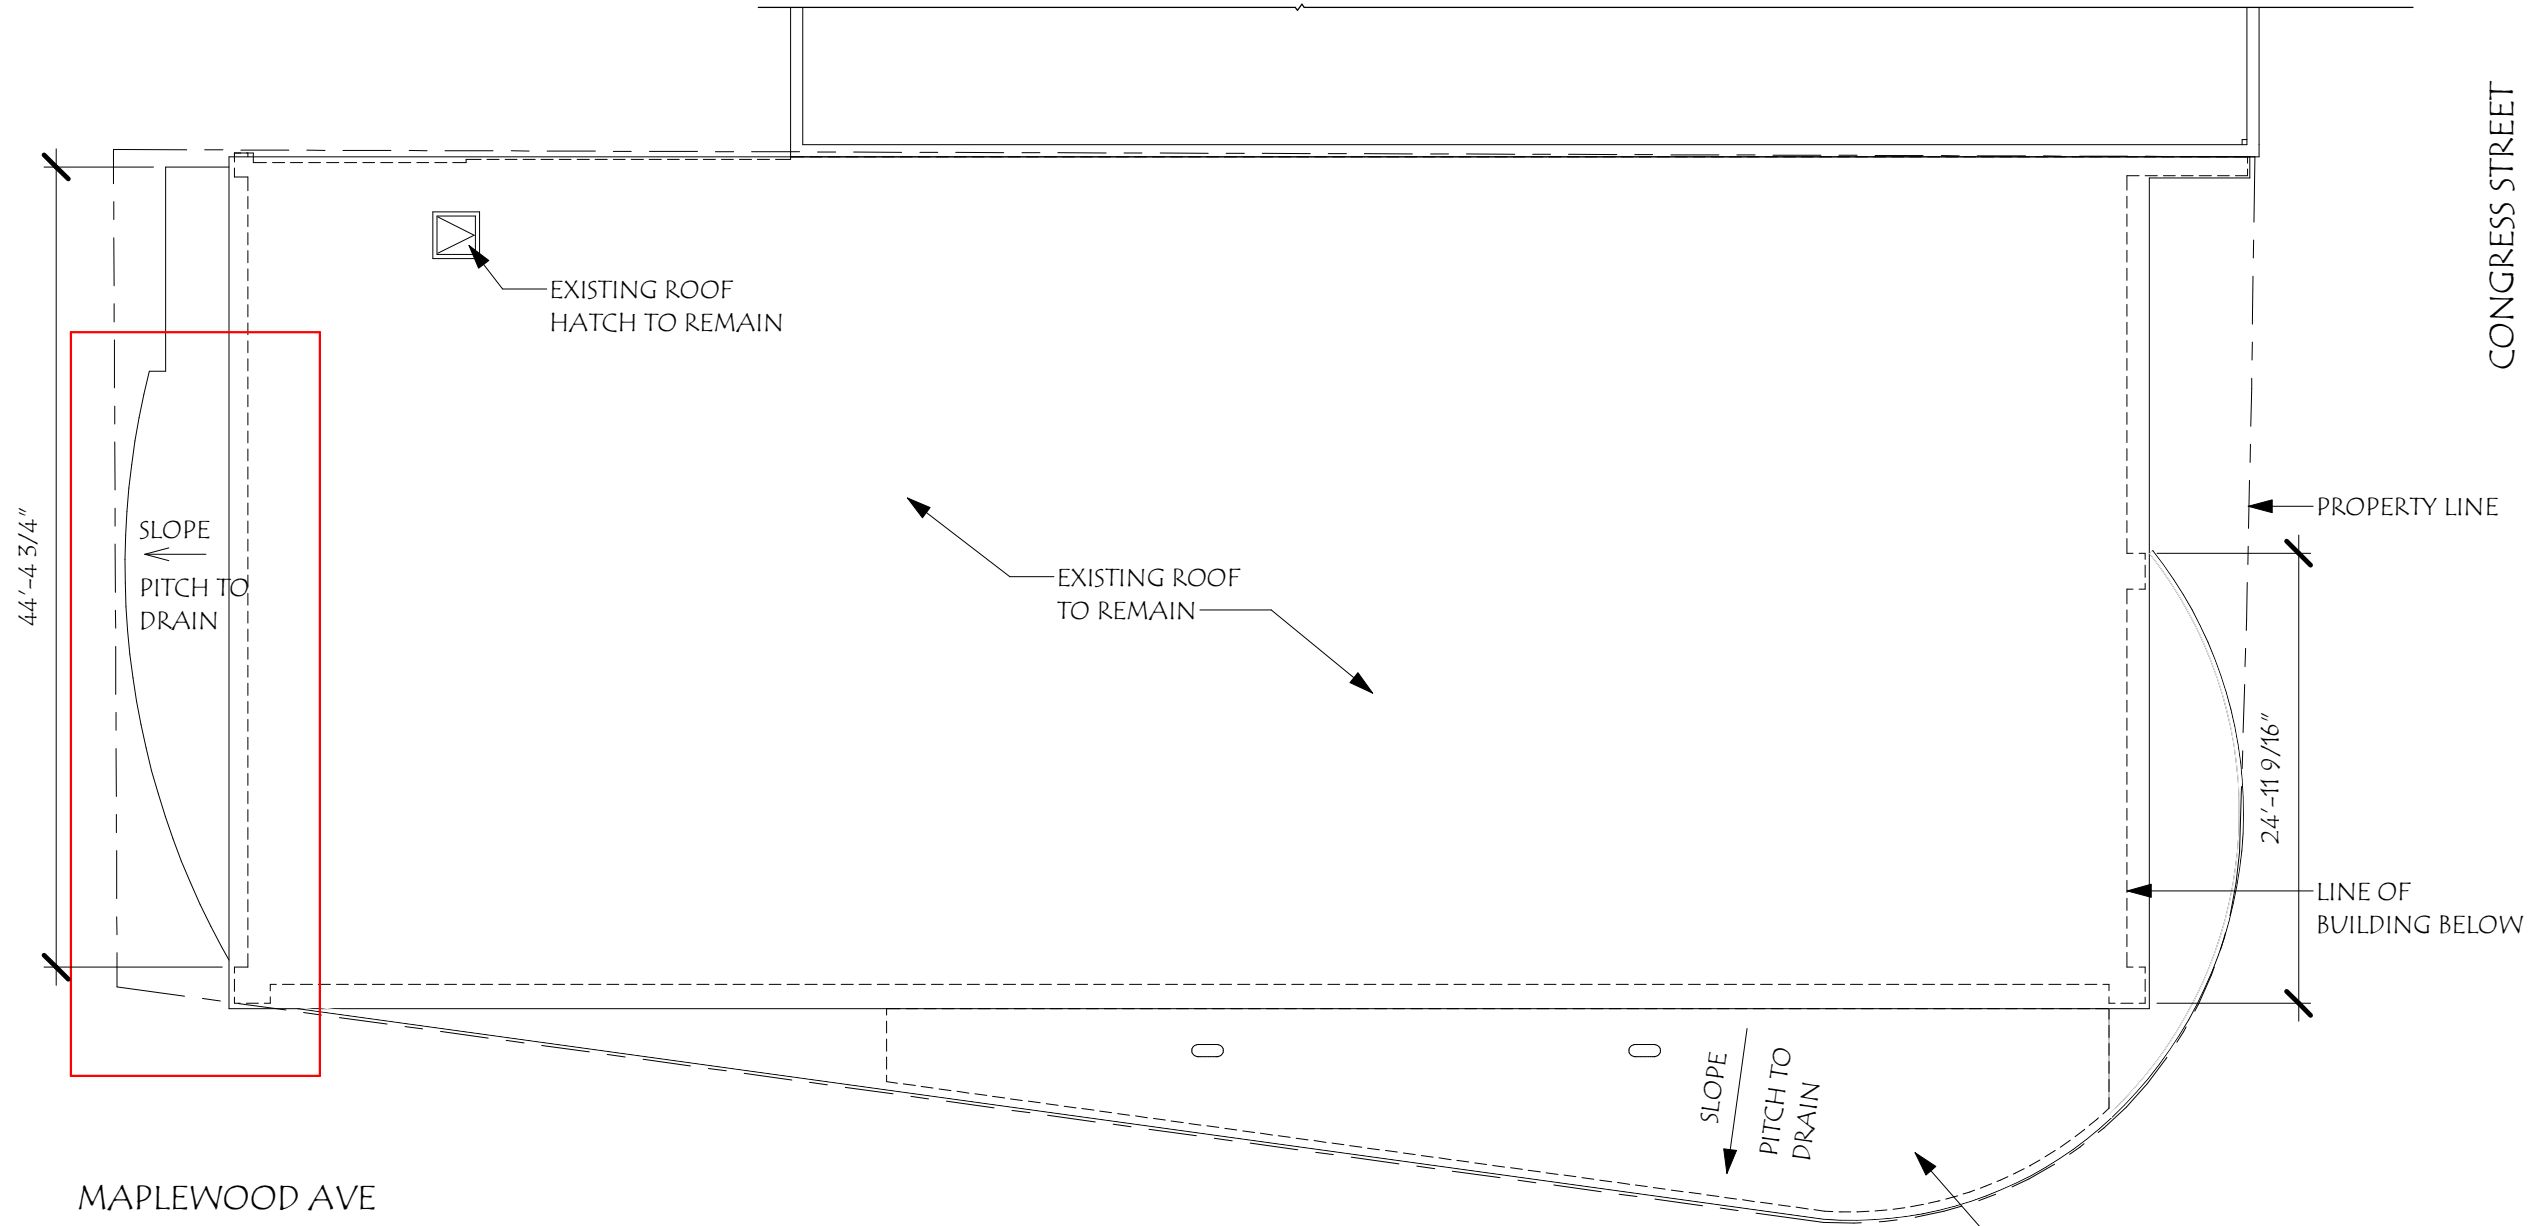 CONGRESS STREET
EXISTING ROOF
HATCH TO REMAIN
44'-4 3/4"
SLOPE
PITCH TO
DRAIN
EXISTING ROOF
TO REMAIN
PROPERTY LINE
24'-11 9/16"
LINE OF
BUILDING BELOW
SLOPE
PITCH TO
DRAIN
MAPLEWOOD AVE